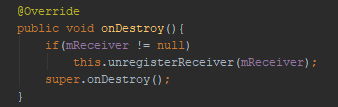 @Override
public void onDestroy(){
    if(mReceiver != null)
        this.unregisterReceiver(mReceiver);
    super.onDestroy();
}